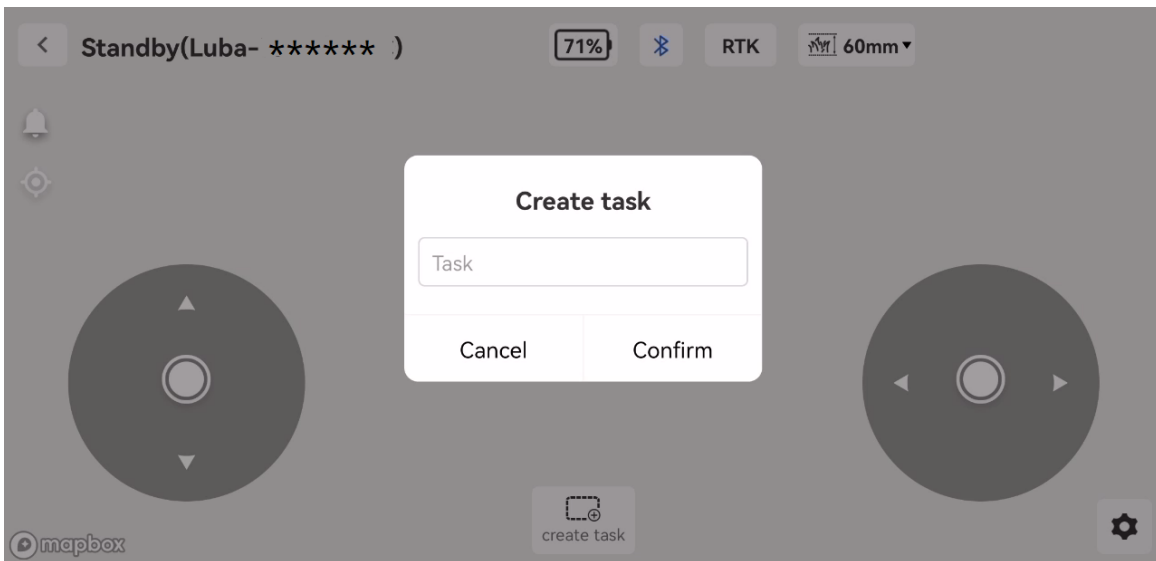 Standby(Luba- ****** )
71%
RTK
60mm
Create task
Task
Cancel
Confirm
create task
mapbox